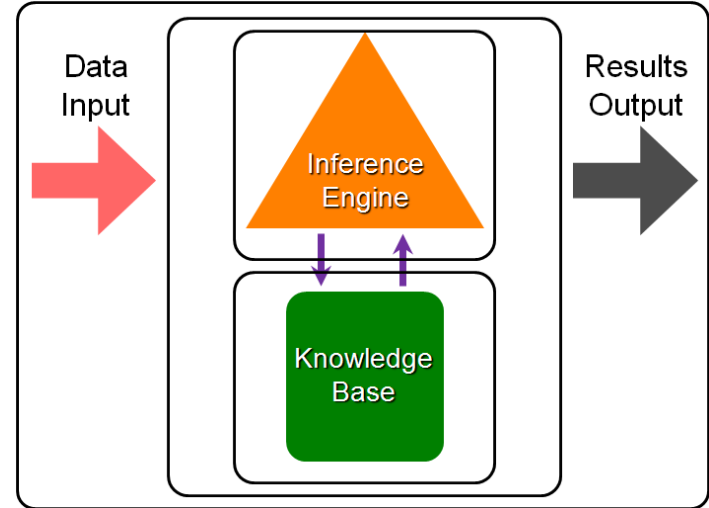 Data
Input
Inference
Engine
Knowledge
Base
Results
Output